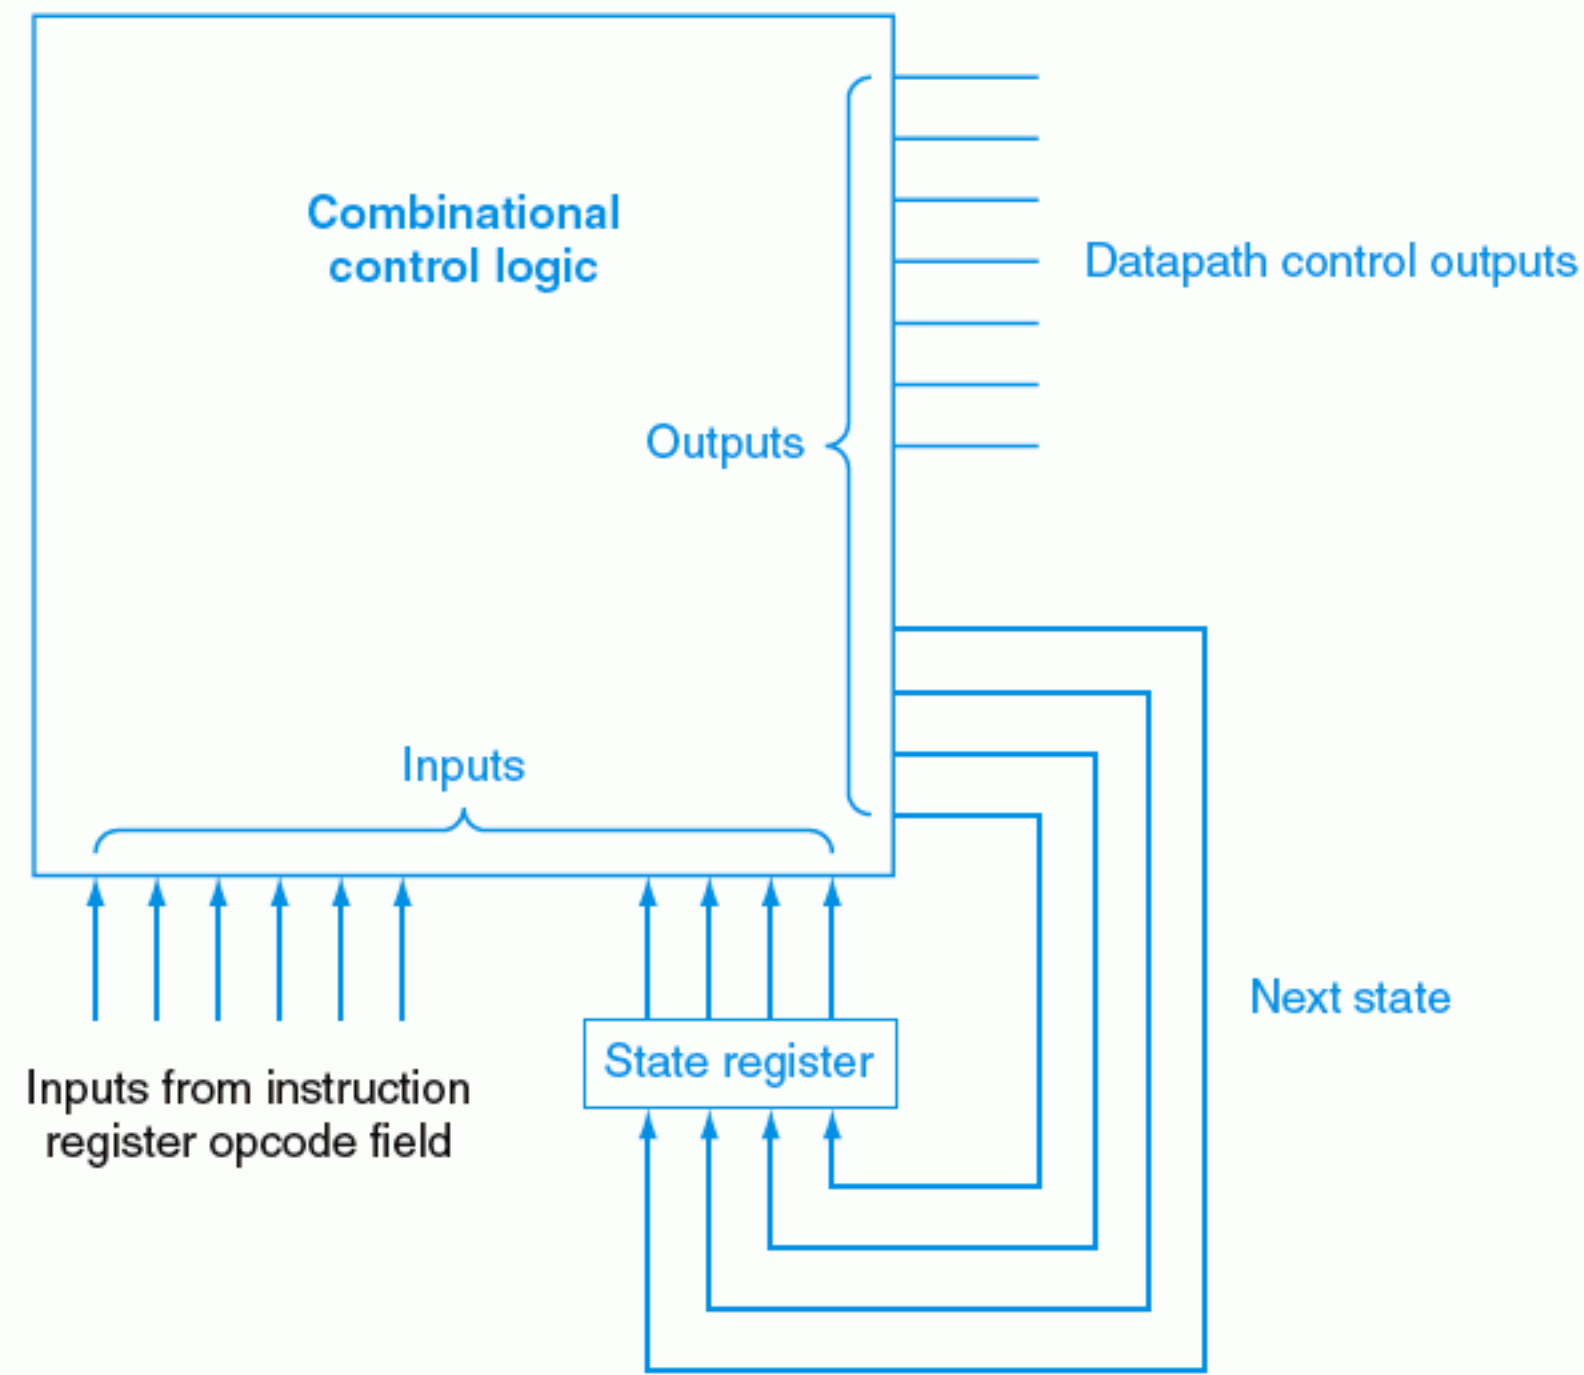 Combinational
control logic
Datapath control outputs
Outputs
Inputs
Next state
State register
Inputs from instruction
register opcode field